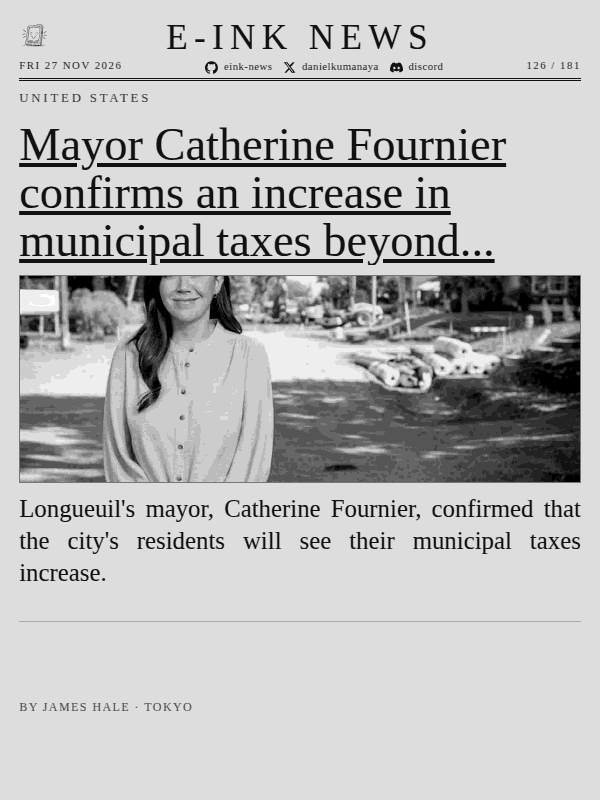 E-INK NEWS
FRI 27 NOV 2026
eink-news danielkumanaya discord
126 / 181
UNITED STATES
Mayor Catherine Fournier
confirms an increase in
municipal taxes beyond...
Longueuil's mayor, Catherine Fournier, confirmed that
the city's residents will see their municipal taxes
increase.
BY JAMES HALE · TOKYO